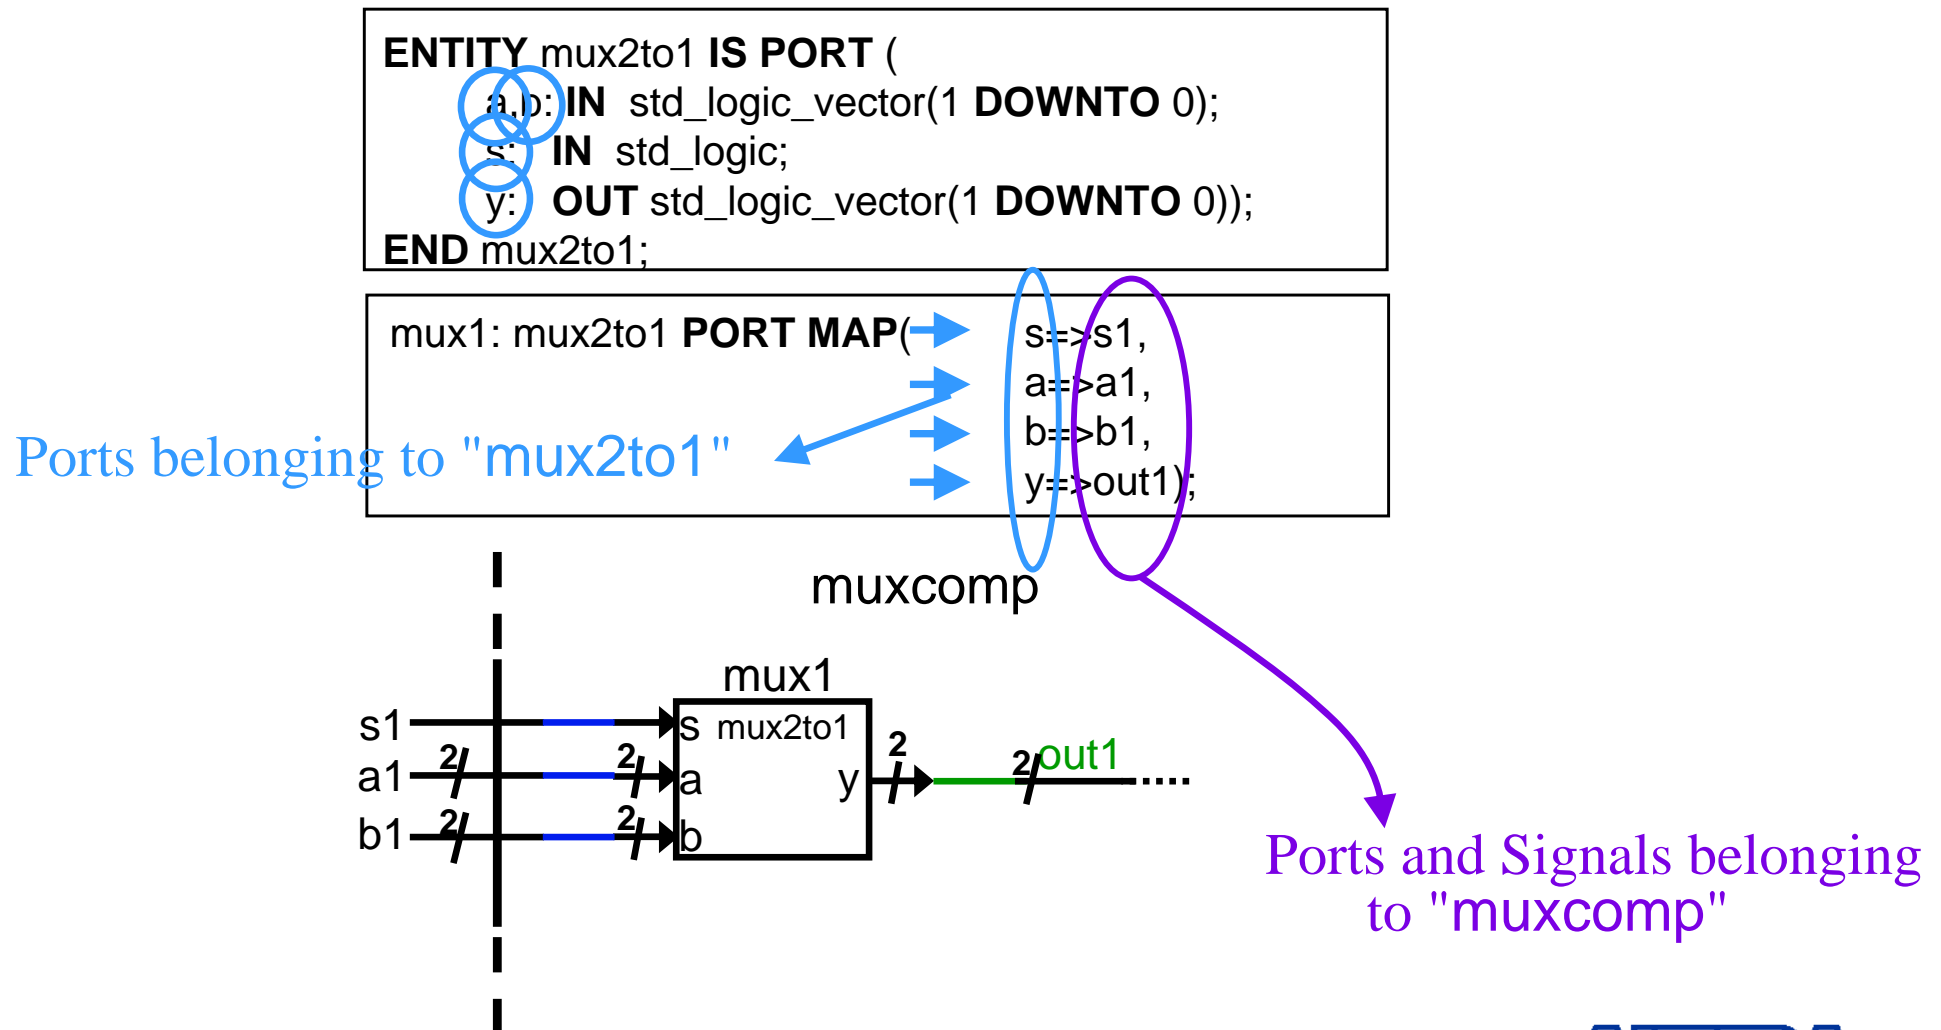 ENTITY mux2to1 IS PORT (
a,b: IN std_logic_vector(1 DOWNTO 0);
s: IN std_logic;
y: OUT std_logic_vector(1 DOWNTO 0));
END mux2to1;
mux1: mux2to1 PORT MAP( s=>s1,
a=>a1,
b=>b1,
y=>out1);
Ports belonging to "mux2to1"
muxcomp
mux1
s1 s mux2to1
a1 2 2 a y 2 2 out1
b1 2 2 b
Ports and Signals belonging
to "muxcomp"